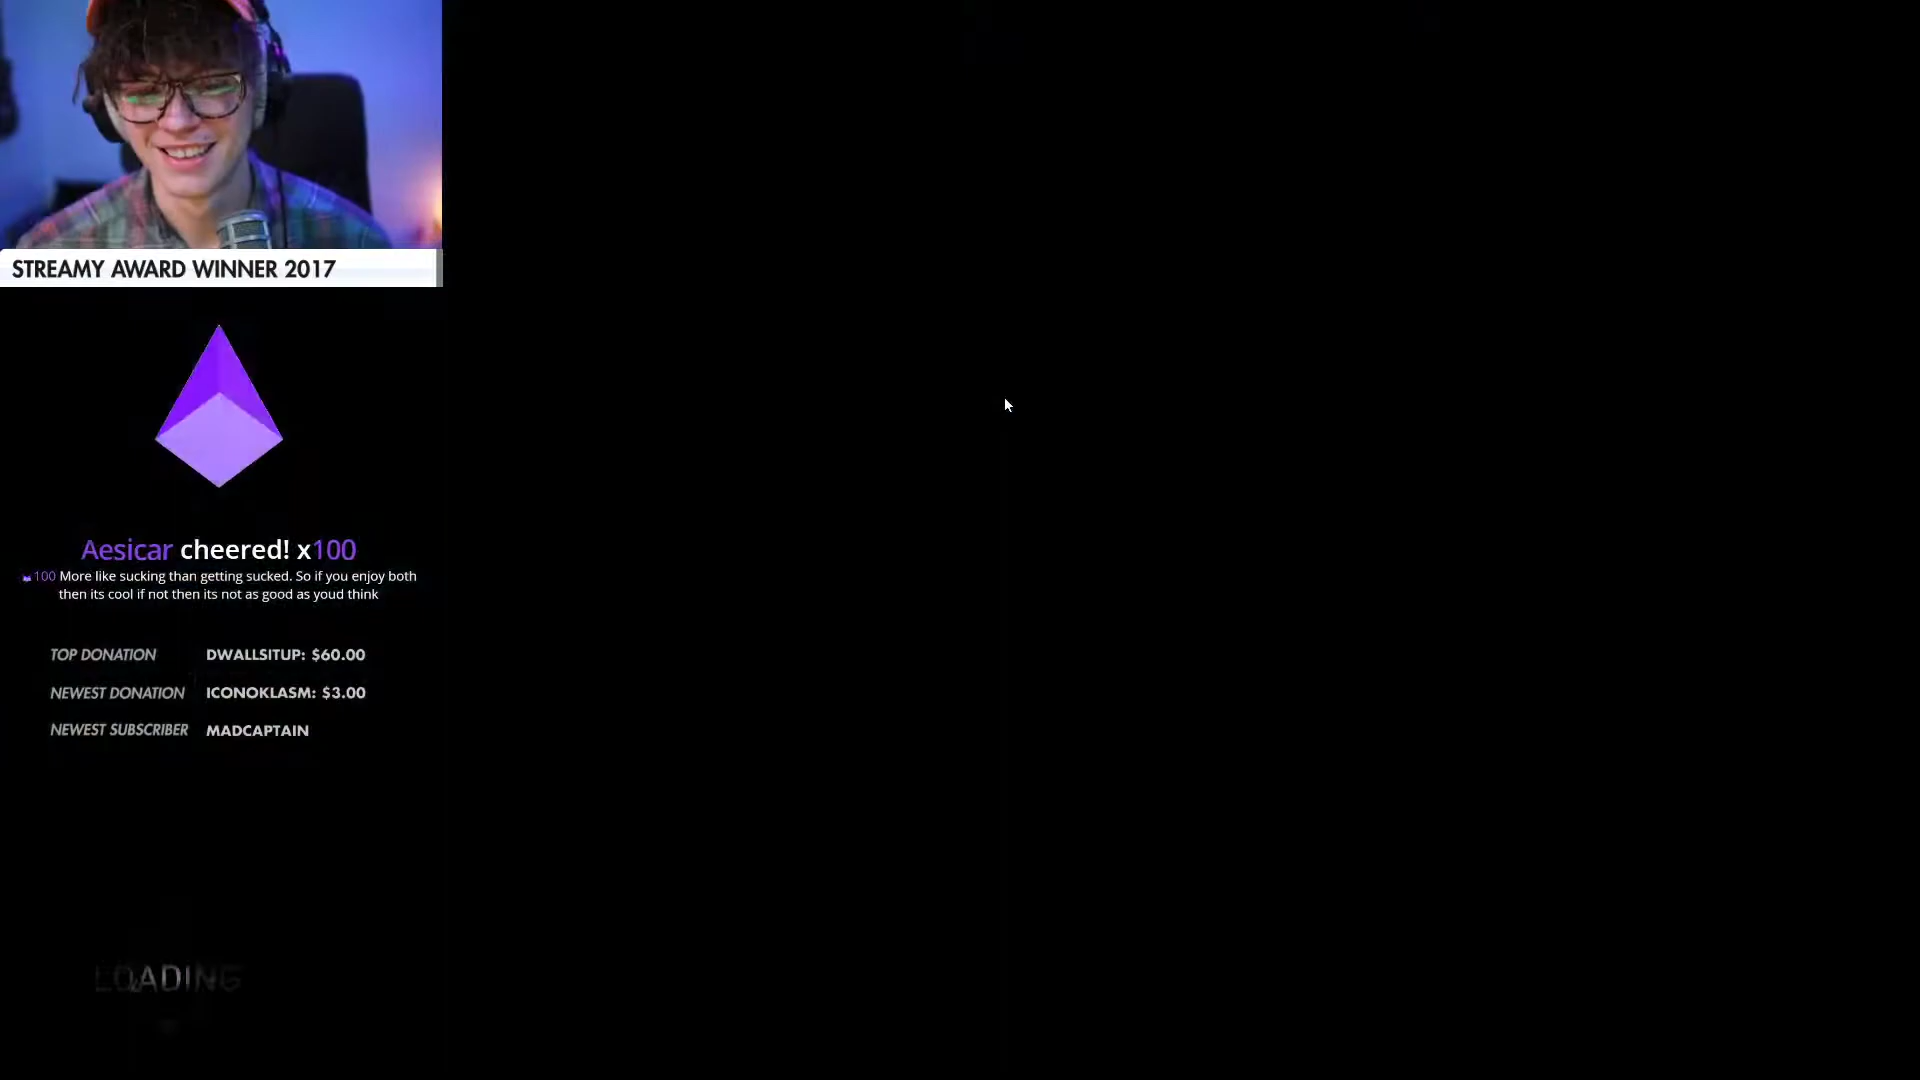 STREAMY AWARD WINNER 2017
Aesicar cheered! x100
100 More like sucking than getting sucked. So if you enjoy both
then its cool if not then its not as good as youd think
TOP DONATION DWALLSITUP: $60.00
NEWEST DONATION ICONOKLASM: $3.00
NEWEST SUBSCRIBER MADCAPTAIN
LOADING